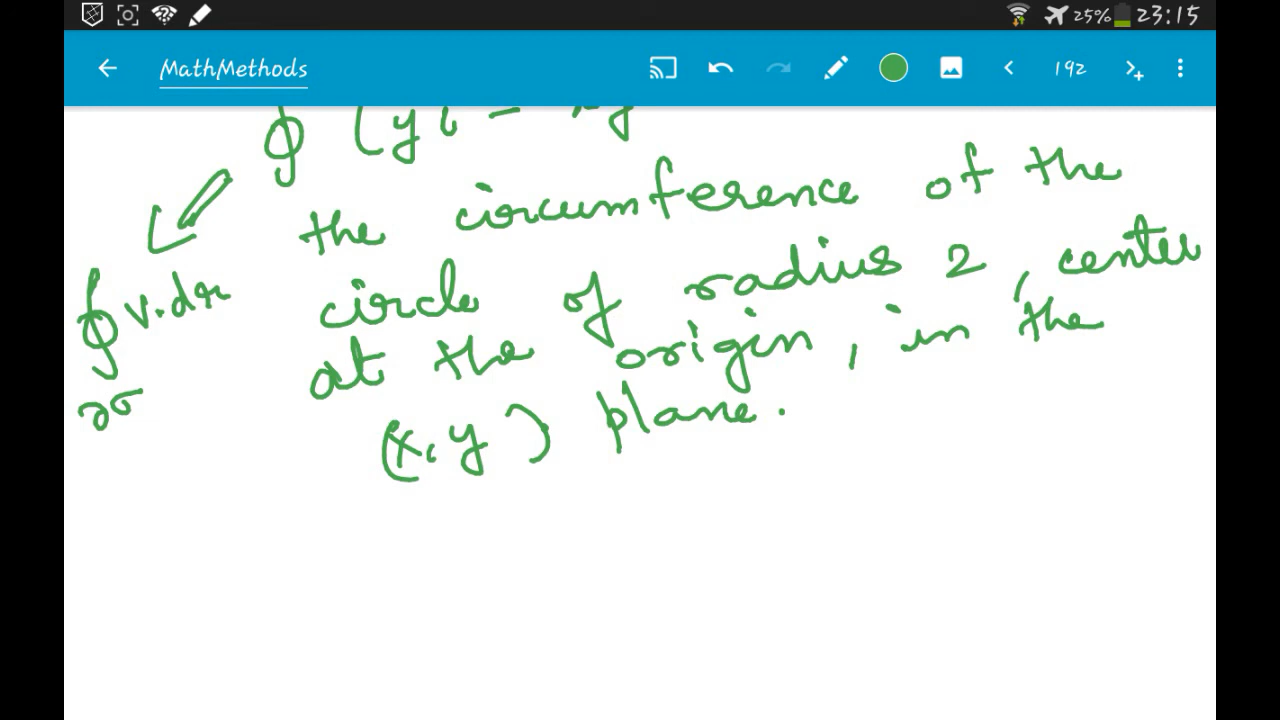 25% 23:15
MathMethods 192
the circumference of the
∮ v.dr circle of radius 2, center
∂σ at the origin, in the
(x, y) plane.